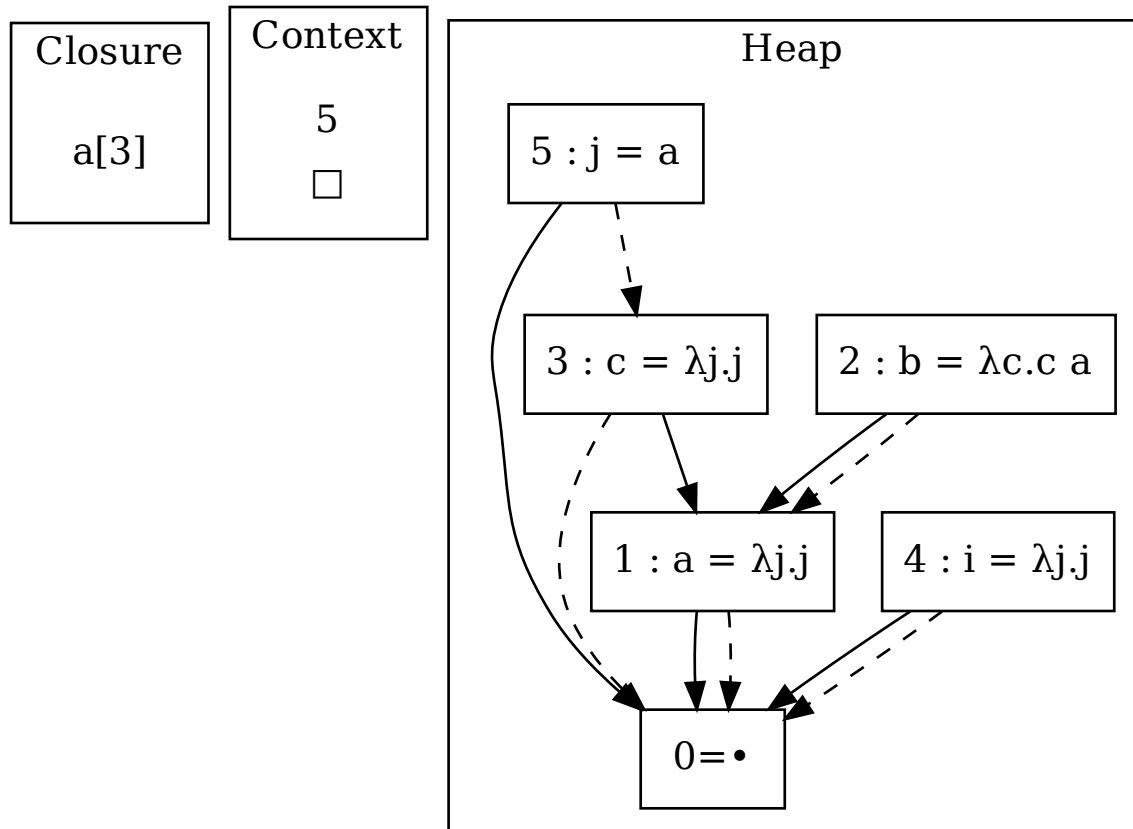 Closure
a[3]
Context
5
□
Heap
5 : j = a
3 : c = λj.j
2 : b = λc.c a
1 : a = λj.j
4 : i = λj.j
0=•